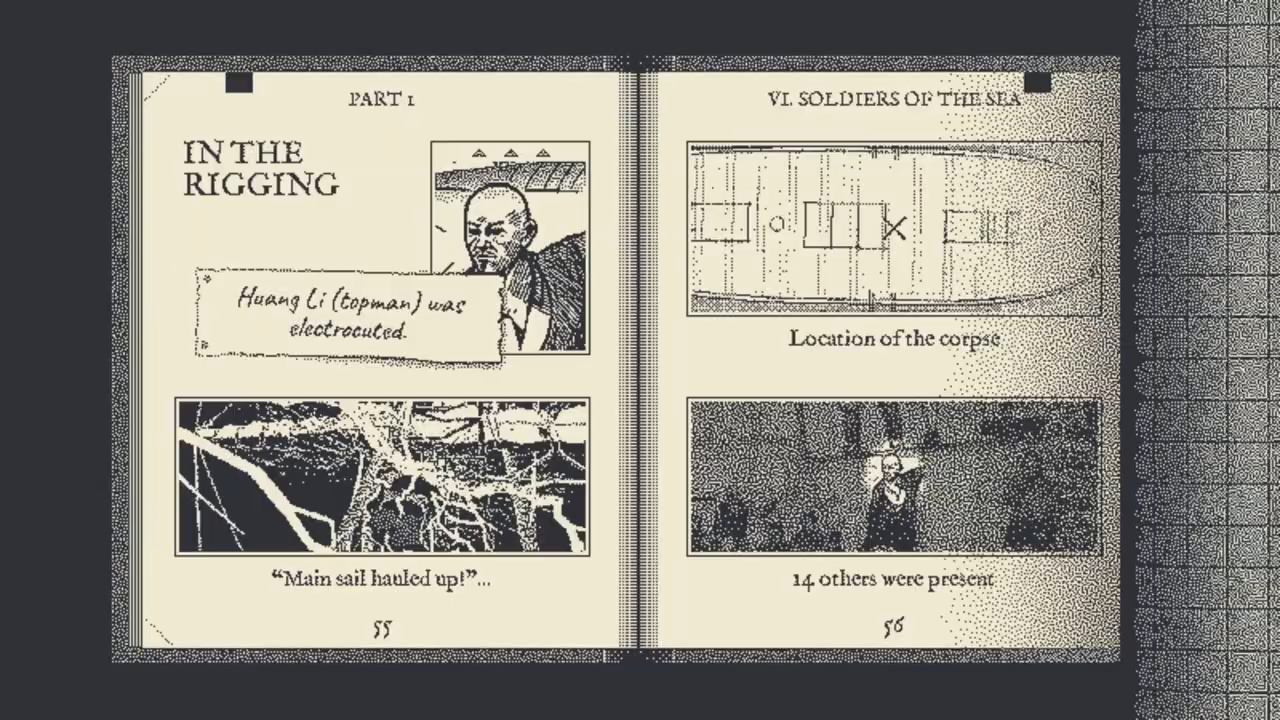 PART 1
IN THE
RIGGING
Huang Li (topman) was
electrocuted.
“Main sail hauled up!”...
55
VI. SOLDIERS OF THE SEA
Location of the corpse
14 others were present
56